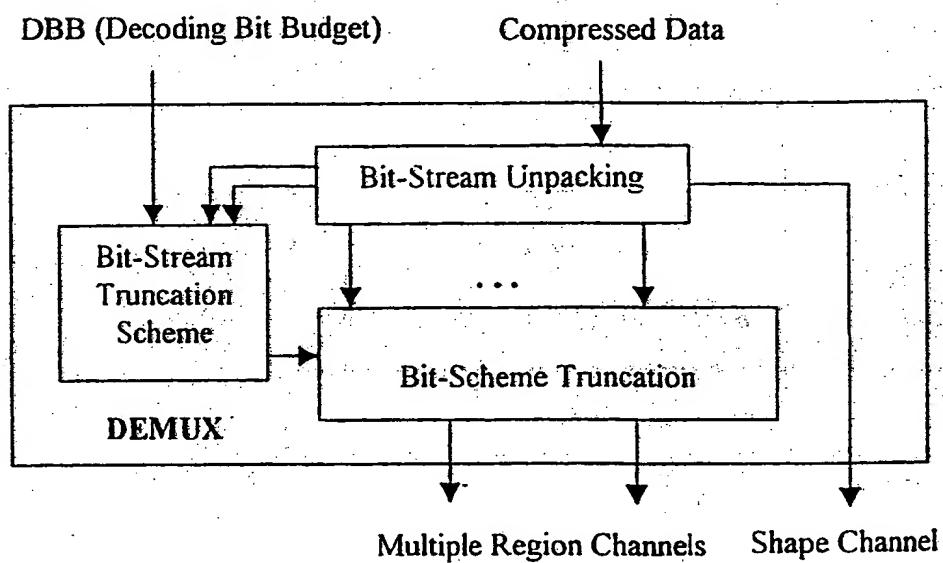 DBB (Decoding Bit Budget)
Compressed Data
Bit-Stream Unpacking
Bit-Stream
Truncation
Scheme
...
Bit-Scheme Truncation
DEMUX
Multiple Region Channels
Shape Channel